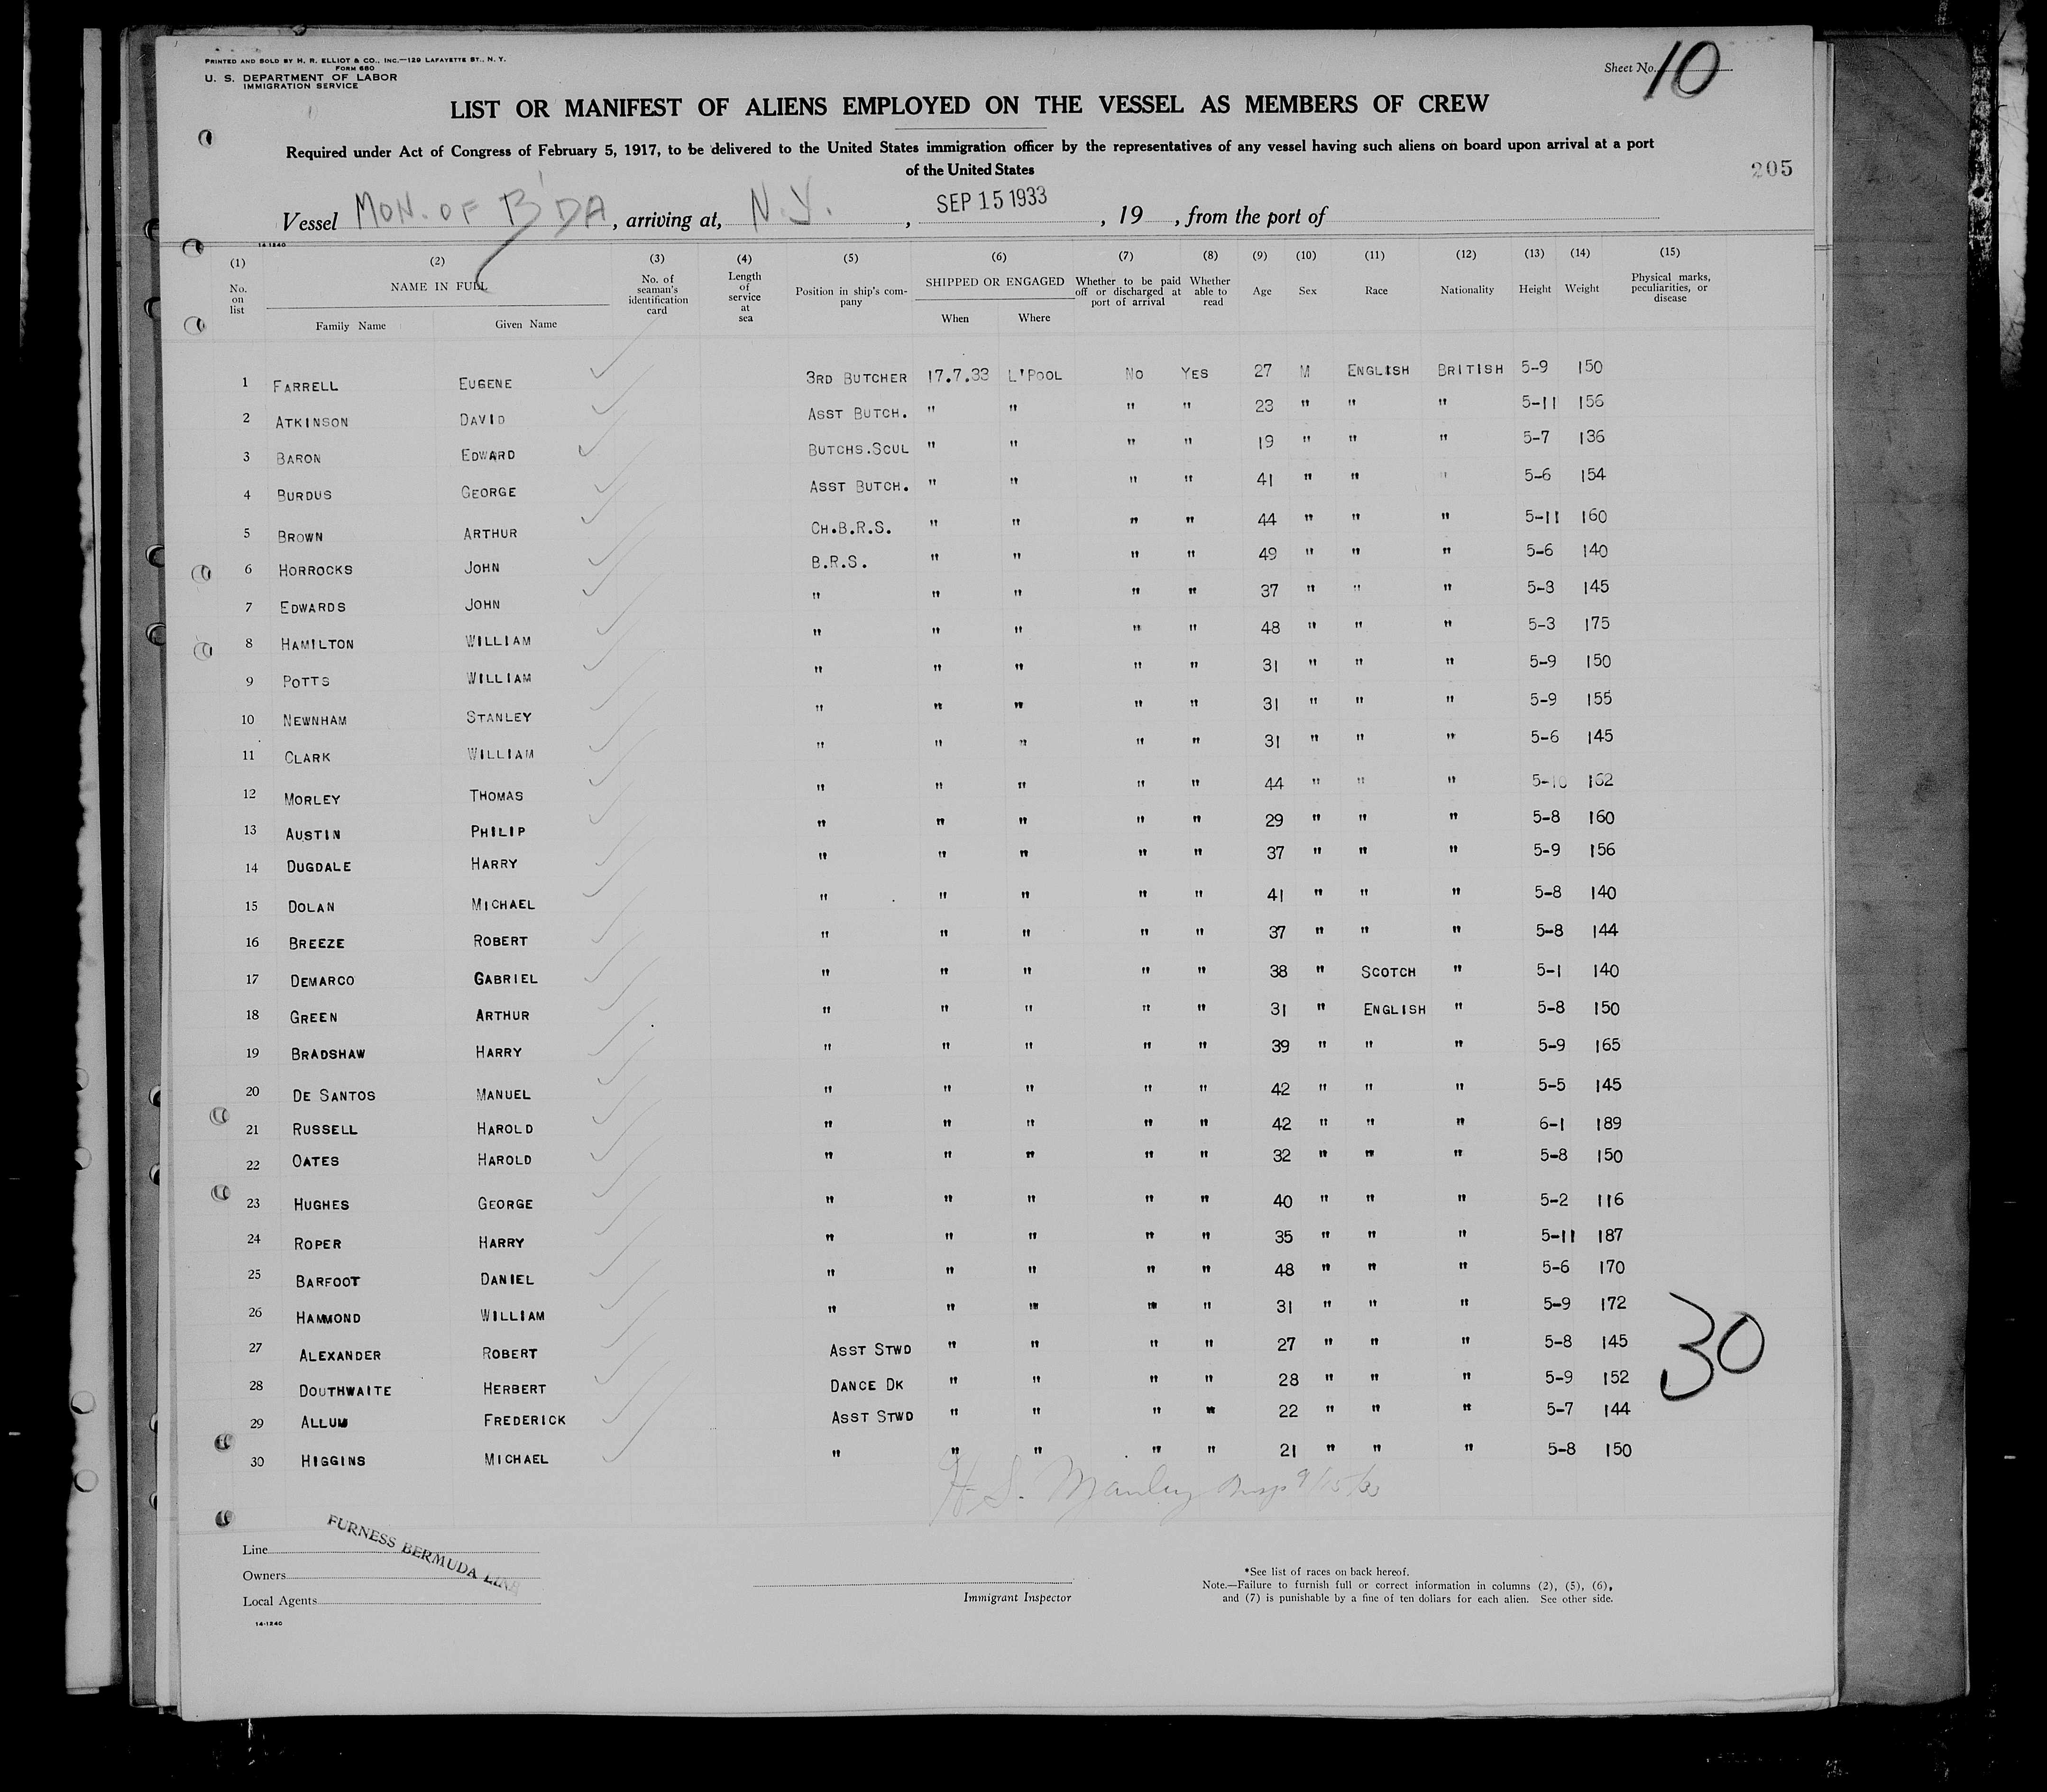 PRINTED AND SOLD BY H. R. ELLIOT & CO., INC.—129 LAFAYETTE ST., N. Y.
FORM 680
U. S. DEPARTMENT OF LABOR
IMMIGRATION SERVICE
Sheet No. 10
LIST OR MANIFEST OF ALIENS EMPLOYED ON THE VESSEL AS MEMBERS OF CREW
Required under Act of Congress of February 5, 1917, to be delivered to the United States immigration officer by the representatives of any vessel having such aliens on board upon arrival at a port
of the United States
205
Vessel MON. OF B'DA, arriving at, N.Y., SEP 15 1933, 19 , from the port of
14-1240
(1) No. on list (2) NAME IN FULL Family Name Given Name (3) No. of seaman's identification card (4) Length of service at sea (5) Position in ship's company (6) SHIPPED OR ENGAGED When Where (7) Whether to be paid off or discharged at port of arrival (8) Whether able to read (9) Age (10) Sex (11) Race (12) Nationality (13) Height (14) Weight (15) Physical marks, peculiarities, or disease
1 FARRELL EUGENE 3RD BUTCHER 17.7.33 L'POOL NO YES 27 M ENGLISH BRITISH 5-9 150
2 ATKINSON DAVID ASST BUTCH. " " " " 23 " " " 5-11 156
3 BARON EDWARD BUTCHS.SCUL " " " " 19 " " " 5-7 136
4 BURDUS GEORGE ASST BUTCH. " " " " 41 " " " 5-6 154
5 BROWN ARTHUR CH.B.R.S. " " " " 44 " " " 5-11 160
6 HORROCKS JOHN B.R.S. " " " " 49 " " " 5-6 140
7 EDWARDS JOHN " " " " " 37 " " " 5-3 145
8 HAMILTON WILLIAM " " " " " 48 " " " 5-3 175
9 POTTS WILLIAM " " " " " 31 " " " 5-9 150
10 NEWNHAM STANLEY " " " " " 31 " " " 5-9 155
11 CLARK WILLIAM " " " " " 31 " " " 5-6 145
12 MORLEY THOMAS " " " " " 44 " " " 5-10 162
13 AUSTIN PHILIP " " " " " 29 " " " 5-8 160
14 DUGDALE HARRY " " " " " 37 " " " 5-9 156
15 DOLAN MICHAEL " " " " " 41 " " " 5-8 140
16 BREEZE ROBERT " " " " " 37 " " " 5-8 144
17 DEMARCO GABRIEL " " " " " 38 " SCOTCH " 5-1 140
18 GREEN ARTHUR " " " " " 31 " ENGLISH " 5-8 150
19 BRADSHAW HARRY " " " " " 39 " " " 5-9 165
20 DE SANTOS MANUEL " " " " " 42 " " " 5-5 145
21 RUSSELL HAROLD " " " " " 42 " " " 6-1 189
22 OATES HAROLD " " " " " 32 " " " 5-8 150
23 HUGHES GEORGE " " " " " 40 " " " 5-2 116
24 ROPER HARRY " " " " " 35 " " " 5-11 187
25 BARFOOT DANIEL " " " " " 48 " " " 5-6 170
26 HAMMOND WILLIAM " " " " " 31 " " " 5-9 172
27 ALEXANDER ROBERT ASST STWD " " " " 27 " " " 5-8 145
28 DOUTHWAITE HERBERT DANCE DK " " " " 28 " " " 5-9 152
29 ALLUM FREDERICK ASST STWD " " " " 22 " " " 5-7 144
30 HIGGINS MICHAEL " " " " " 21 " " " 5-8 150
30
H. S. Manley Insp 9/15/33
FURNESS BERMUDA LINE
Line
Owners
Local Agents
14-1240
Immigrant Inspector
*See list of races on back hereof.
Note.—Failure to furnish full or correct information in columns (2), (5), (6),
and (7) is punishable by a fine of ten dollars for each alien. See other side.